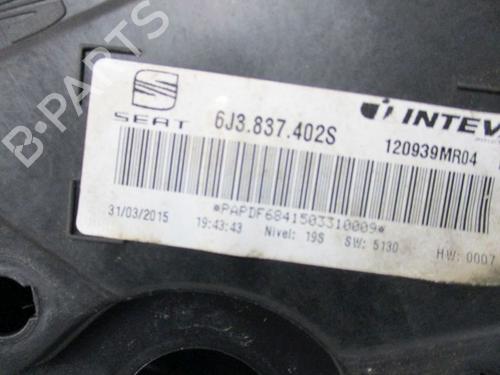 B-PARTS
SEAT
6J3.837.402S
INTEV
120939MR04
*PAPDF6841503310009*
31/03/2015
19:43:43
Nivel: 19S
SW: 5130
HW: 0007